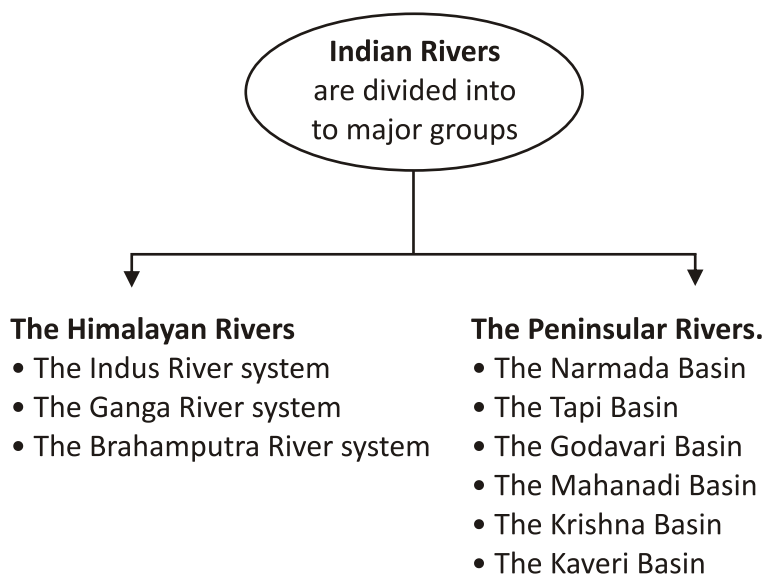 Indian Rivers
are divided into
to major groups
The Himalayan Rivers
• The Indus River system
• The Ganga River system
• The Brahamputra River system
The Peninsular Rivers.
• The Narmada Basin
• The Tapi Basin
• The Godavari Basin
• The Mahanadi Basin
• The Krishna Basin
• The Kaveri Basin